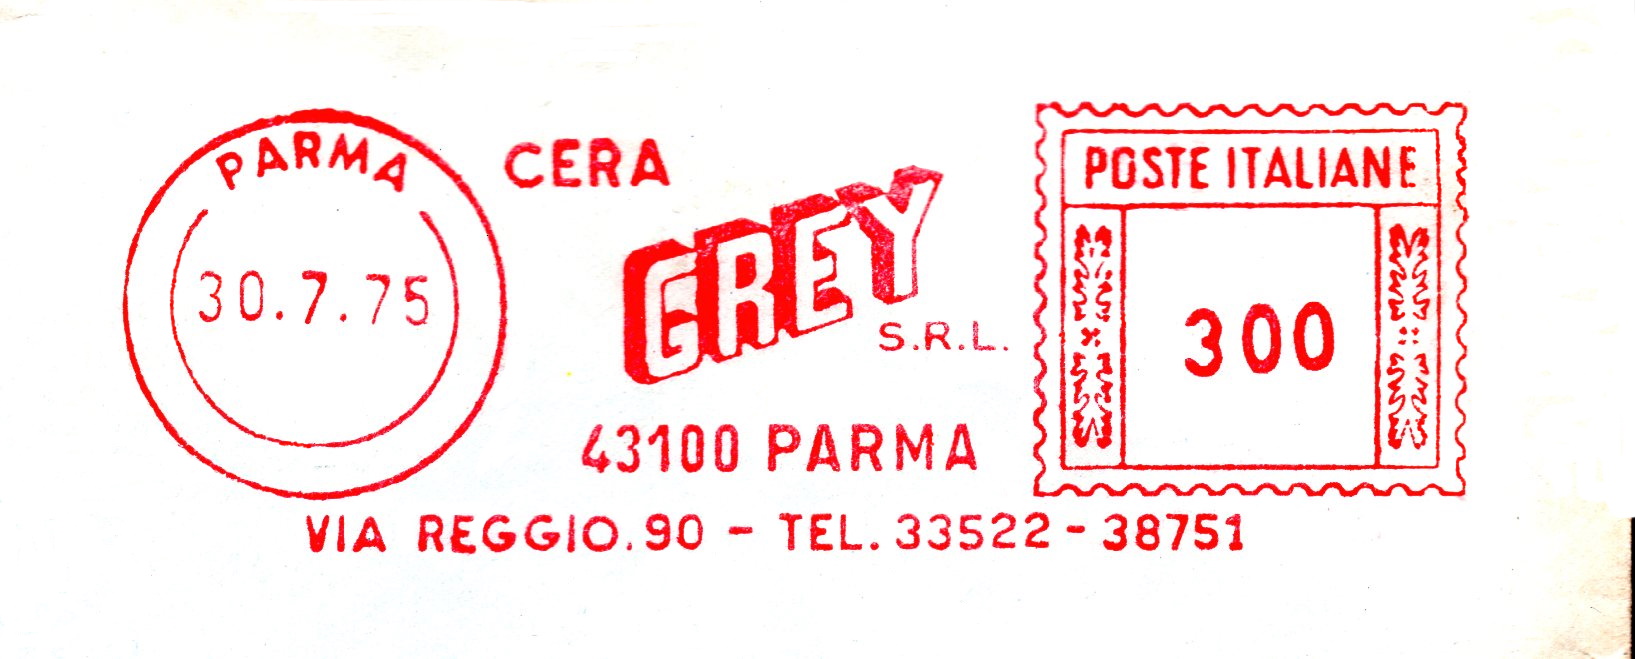 PARMA
30.7.75
CERA
GREY
S.R.L.
43100 PARMA
VIA REGGIO.90 - TEL. 33522-38751
POSTE ITALIANE
300